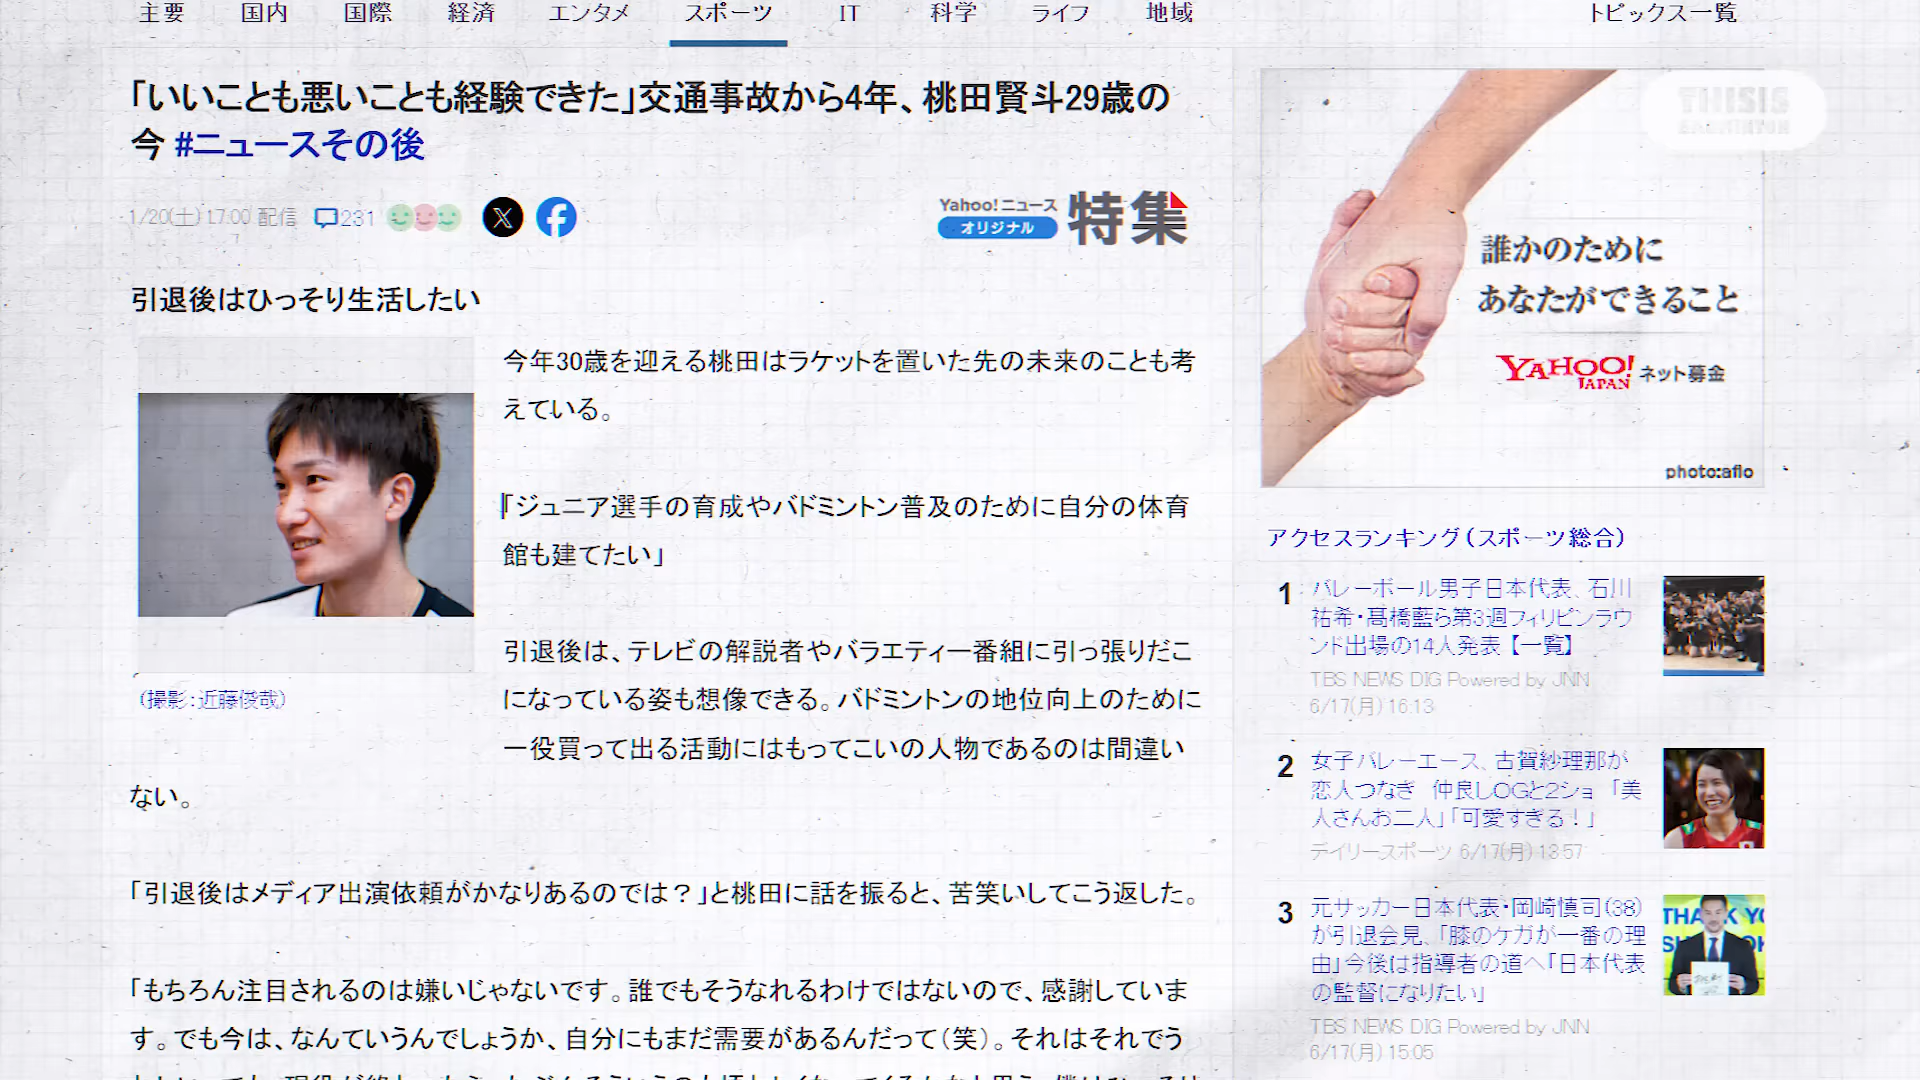 主要 国内 国際 経済 エンタメ スポーツ IT 科学 ライフ 地域 トピックス一覧
「いいことも悪いことも経験できた」交通事故から4年、桃田賢斗29歳の
今 #ニュースその後
1/20(土) 17:00 配信 231
Yahoo!ニュース
オリジナル 特集
引退後はひっそり生活したい
今年30歳を迎える桃田はラケットを置いた先の未来のことも考
えている。
「ジュニア選手の育成やバドミントン普及のために自分の体育
館も建てたい」
引退後は、テレビの解説者やバラエティー番組に引っ張りだこ
になっている姿も想像できる。バドミントンの地位向上のために
一役買って出る活動にはもってこいの人物であるのは間違い
ない。
(撮影:近藤俊哉)
「引退後はメディア出演依頼がかなりあるのでは?」と桃田に話を振ると、苦笑いしてこう返した。
「もちろん注目されるのは嫌いじゃないです。誰でもそうなれるわけではないので、感謝していま
す。でも今は、なんていうんでしょうか、自分にもまだ需要があるんだって(笑)。それはそれでう
THIS IS
BADMINTON
誰かのために
あなたができること
YAHOO!
JAPAN ネット募金
photo:aflo
アクセスランキング(スポーツ総合)
1 バレーボール男子日本代表、石川
祐希・髙橋藍ら第3週フィリピンラウ
ンド出場の14人発表【一覧】
TBS NEWS DIG Powered by JNN
6/17(月) 16:13
2 女子バレーエース、古賀紗理那が
恋人つなぎ 仲良しOGと2ショ 「美
人さんお二人」「可愛すぎる!」
デイリースポーツ 6/17(月) 13:57
3 元サッカー日本代表・岡崎慎司(38)
が引退会見、「膝のケガが一番の理
由」今後は指導者の道へ「日本代表
の監督になりたい」
TBS NEWS DIG Powered by JNN
6/17(月) 15:05